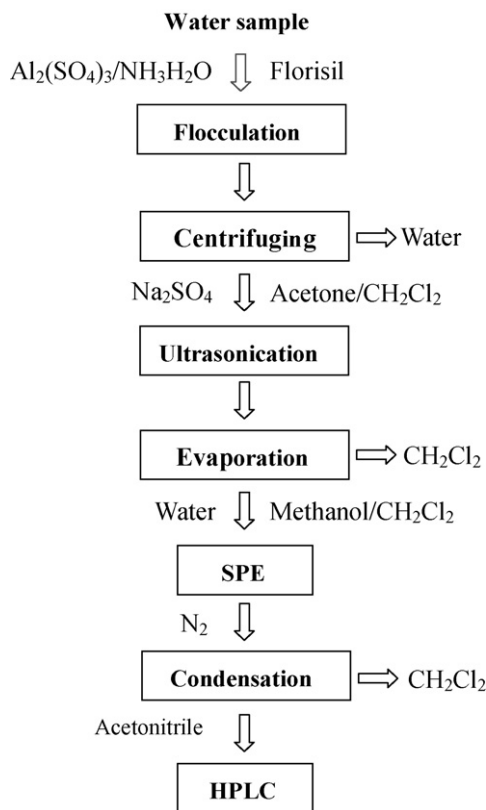 Water sample
Al₂(SO₄)₃/NH₃H₂O Florisil
Flocculation
Centrifuging Water
Na₂SO₄ Acetone/CH₂Cl₂
Ultrasonication
Evaporation CH₂Cl₂
Water Methanol/CH₂Cl₂
SPE
N₂
Condensation CH₂Cl₂
Acetonitrile
HPLC